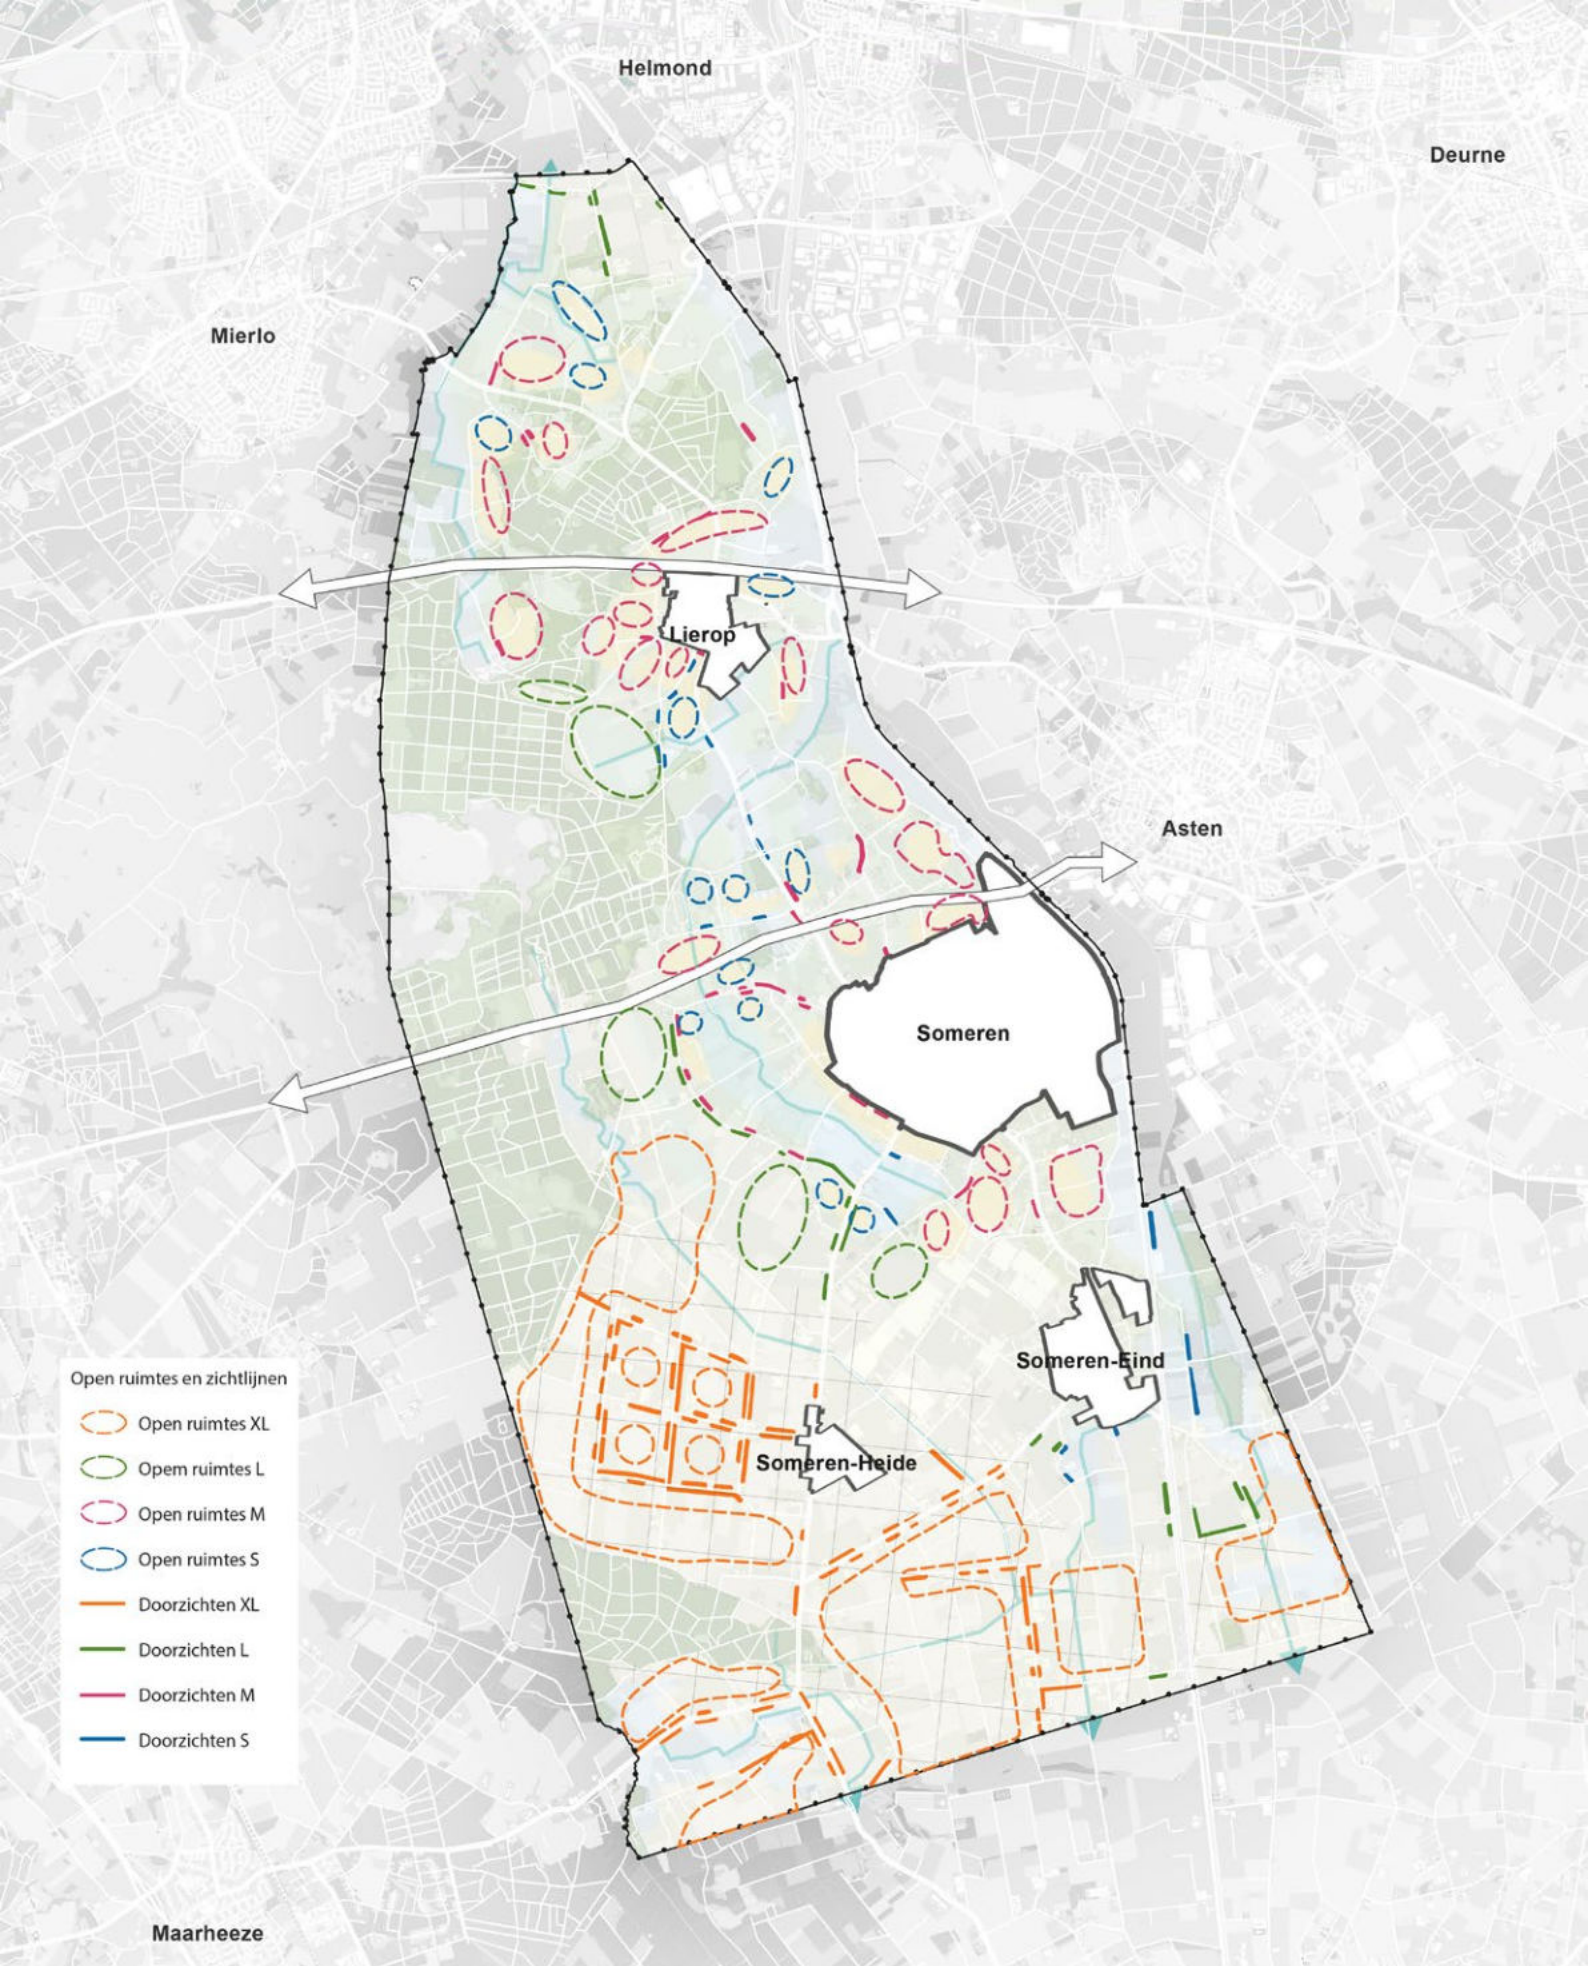 Helmond
Deurne
Mierlo
Lierop
Asten
Someren
Someren-Eind
Someren-Heide
Open ruimtes en zichtlijnen
Open ruimtes XL
Opem ruimtes L
Open ruimtes M
Open ruimtes S
Doorzichten XL
Doorzichten L
Doorzichten M
Doorzichten S
Maarheeze